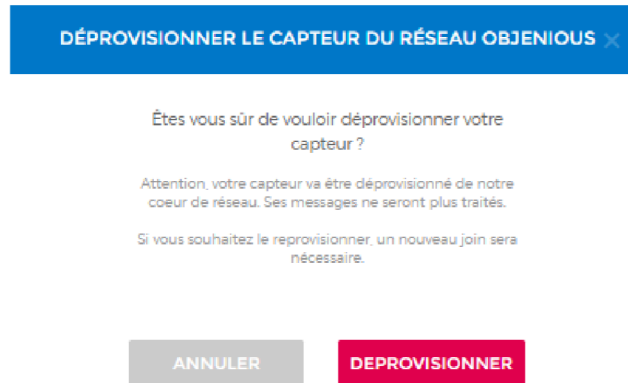 DÉPROVISIONNER LE CAPTEUR DU RÉSEAU OBJENIOUS ×
Êtes vous sûr de vouloir déprovisionner votre
capteur ?
Attention, votre capteur va être déprovisionné de notre
coeur de réseau. Ses messages ne seront plus traités.
Si vous souhaitez le reprovisionner, un nouveau join sera
nécessaire.
ANNULER DEPROVISIONNER